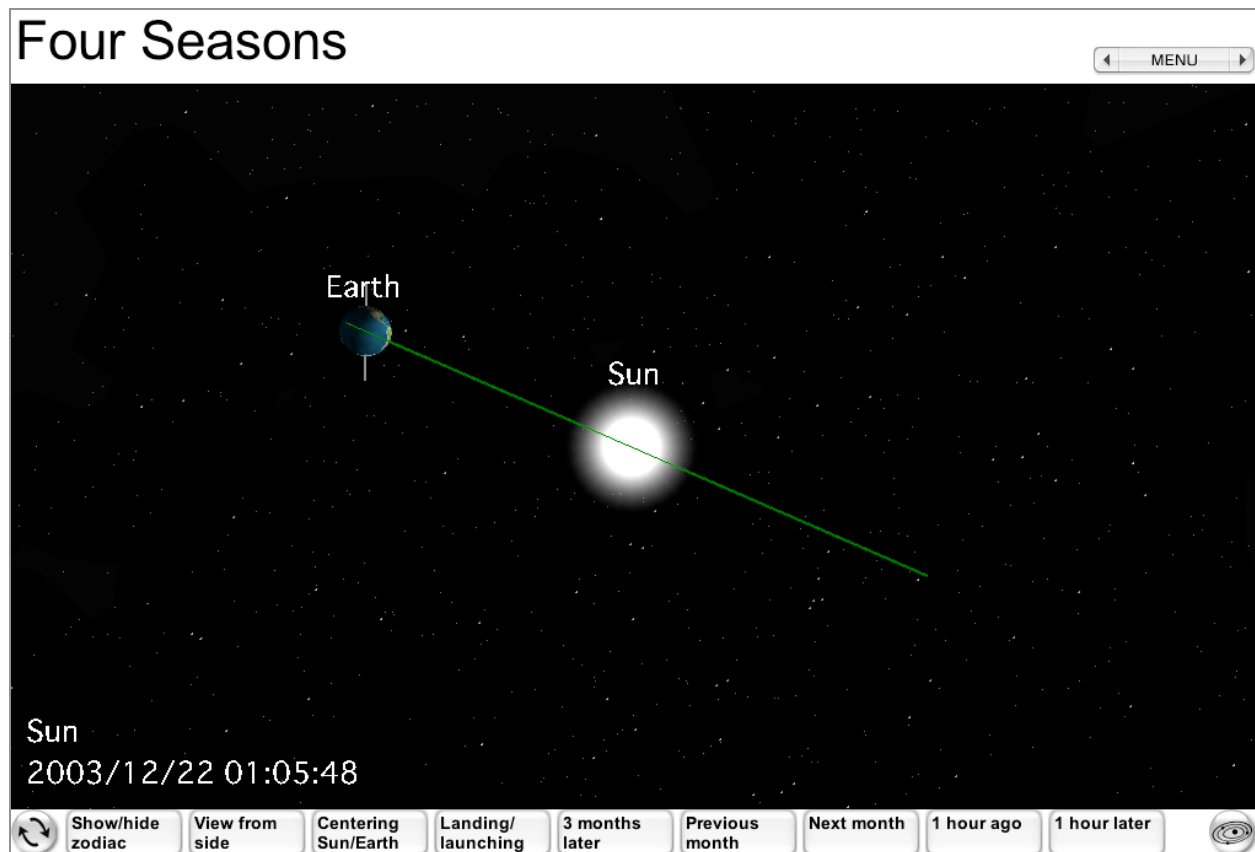 Four Seasons
MENU
Earth
Sun
Sun
2003/12/22 01:05:48
Show/hide zodiac
View from side
Centering Sun/Earth
Landing/ launching
3 months later
Previous month
Next month
1 hour ago
1 hour later